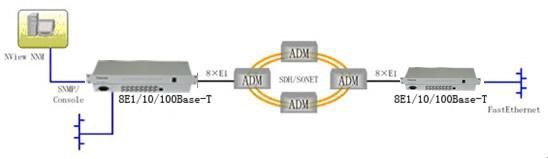 NView NNM
SNMP/
Console
8E1/10/100Base-T
8×E1
ADM
ADM
SDH/SONET
ADM
ADM
8×E1
8E1/10/100Base-T
FastEthernet